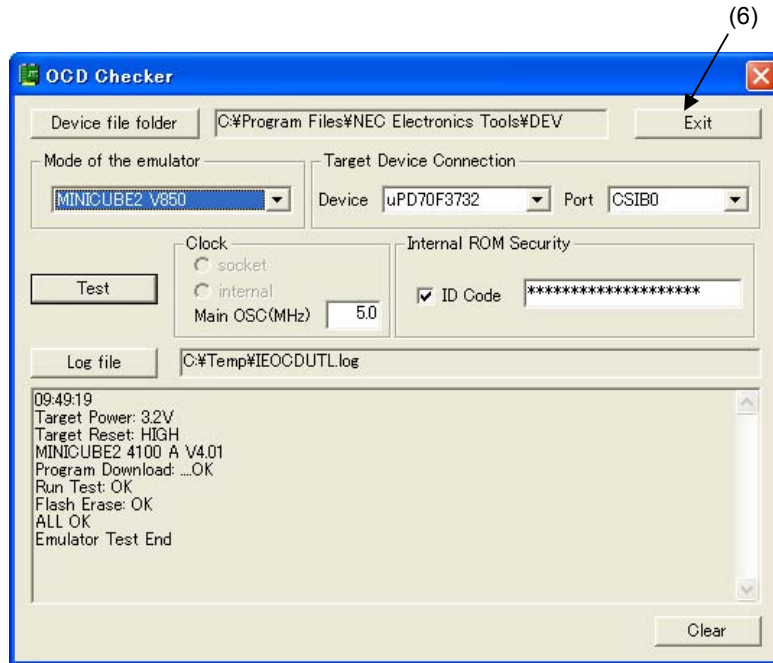 (6)
OCD Checker
Device file folder C:¥Program Files¥NEC Electronics Tools¥DEV Exit
Mode of the emulator
MINICUBE2 V850
Target Device Connection
Device uPD70F3732 Port CSIB0
Test
Clock
socket
internal
Main OSC(MHz) 5.0
Internal ROM Security
ID Code ********************
Log file C:¥Temp¥IEOCDUTL.log
09:49:19
Target Power: 3.2V
Target Reset: HIGH
MINICUBE2 4100 A V4.01
Program Download: ....OK
Run Test: OK
Flash Erase: OK
ALL OK
Emulator Test End
Clear